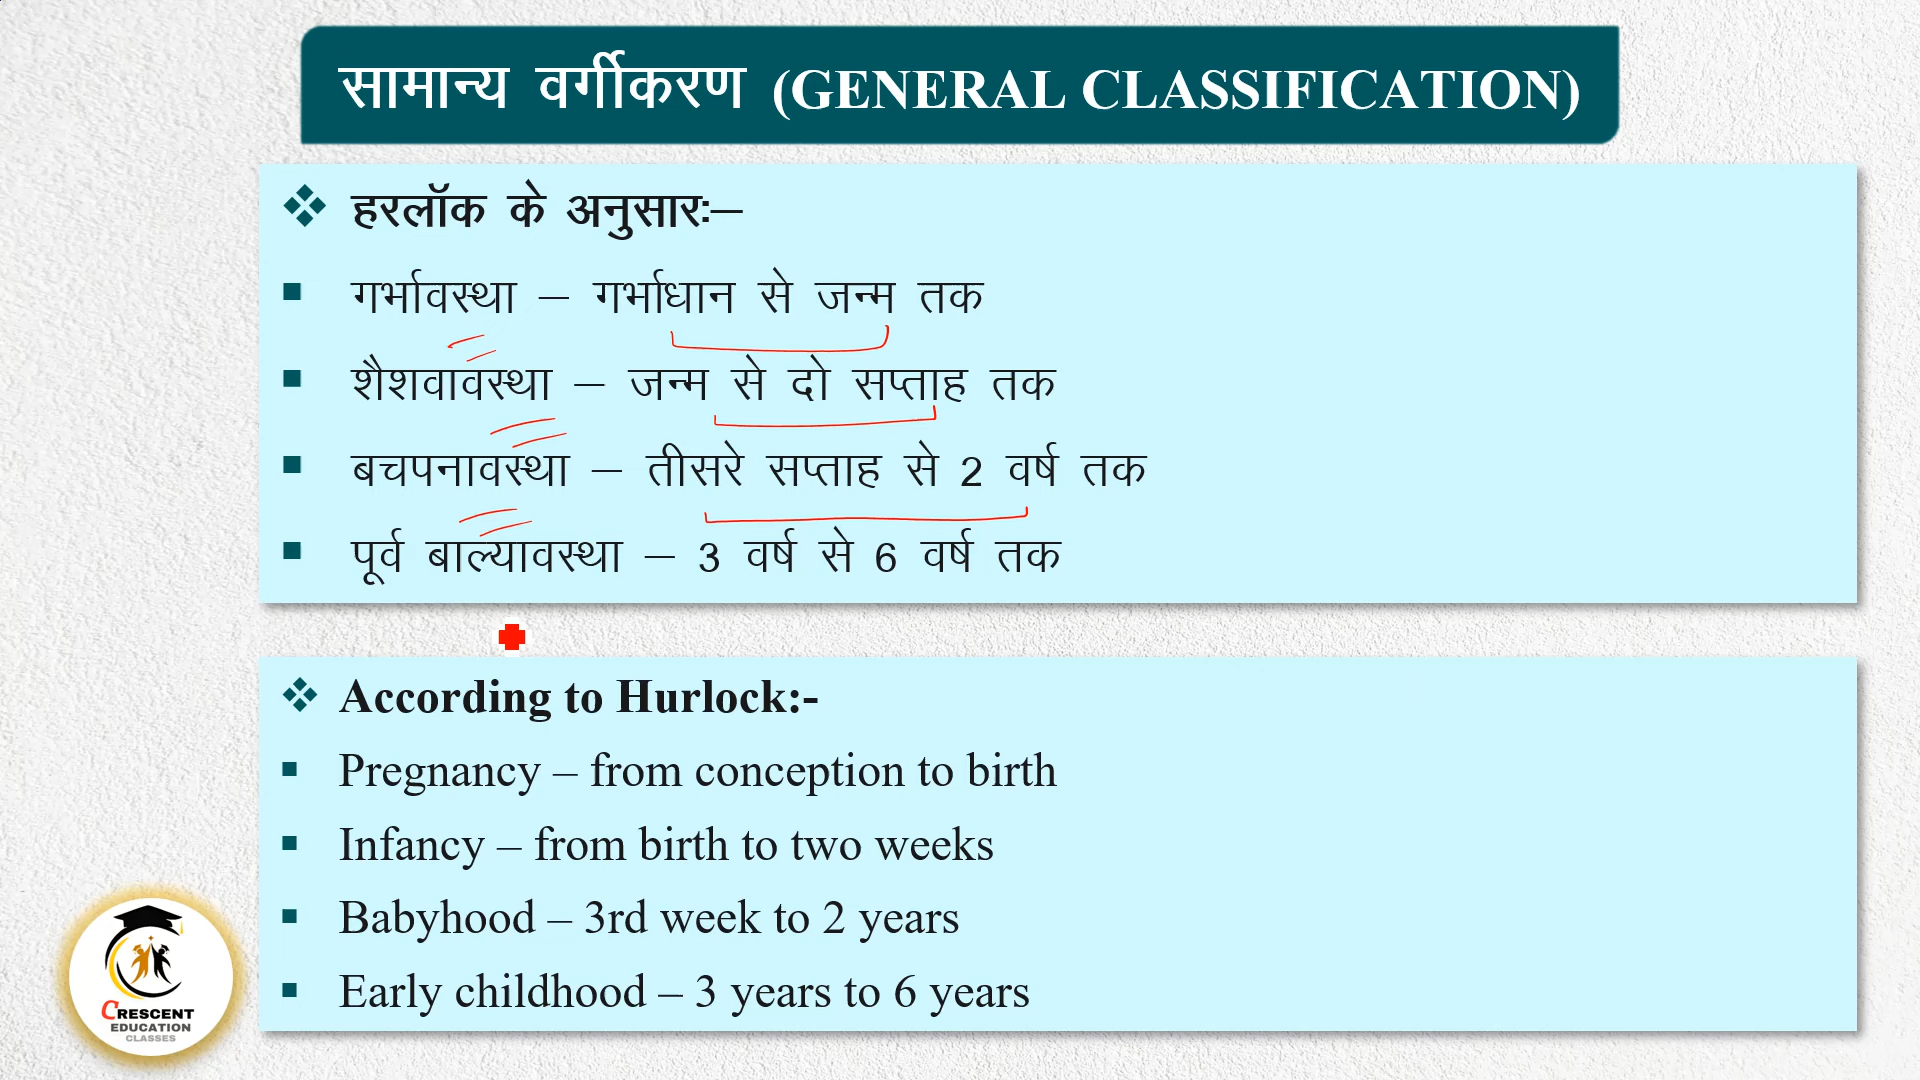 सामान्य वर्गीकरण (GENERAL CLASSIFICATION)
हरलॉक के अनुसारः–
गर्भावस्था – गर्भाधान से जन्म तक
शैशवावस्था – जन्म से दो सप्ताह तक
बचपनावस्था – तीसरे सप्ताह से 2 वर्ष तक
पूर्व बाल्यावस्था – 3 वर्ष से 6 वर्ष तक
According to Hurlock:-
Pregnancy – from conception to birth
Infancy – from birth to two weeks
Babyhood – 3rd week to 2 years
Early childhood – 3 years to 6 years
CRESCENT
EDUCATION
CLASSES